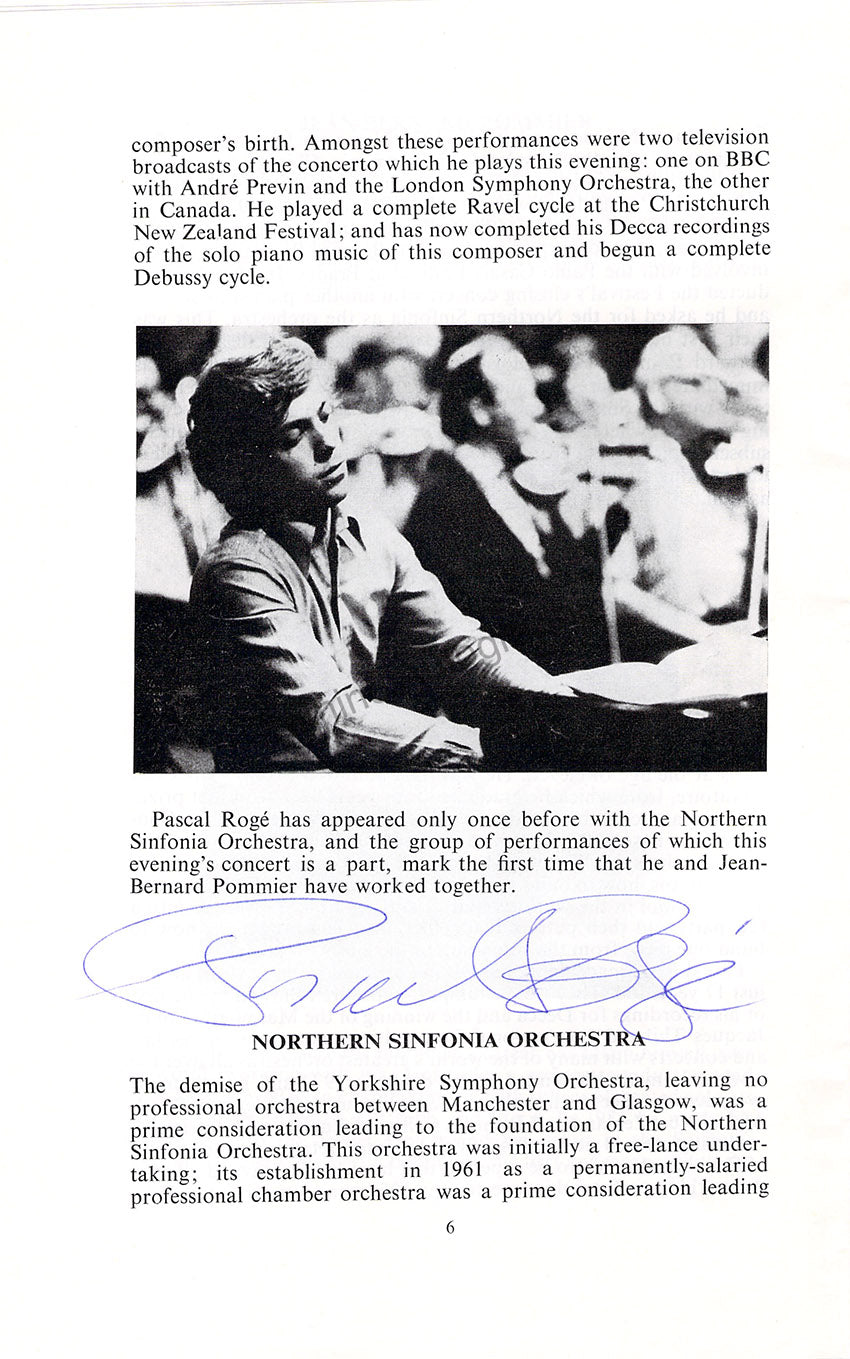 composer's birth. Amongst these performances were two television
broadcasts of the concerto which he plays this evening: one on BBC
with André Previn and the London Symphony Orchestra, the other
in Canada. He played a complete Ravel cycle at the Christchurch
New Zealand Festival; and has now completed his Decca recordings
of the solo piano music of this composer and begun a complete
Debussy cycle.
Pascal Rogé has appeared only once before with the Northern
Sinfonia Orchestra, and the group of performances of which this
evening's concert is a part, mark the first time that he and Jean-
Bernard Pommier have worked together.
Pascal Rogé
NORTHERN SINFONIA ORCHESTRA
The demise of the Yorkshire Symphony Orchestra, leaving no
professional orchestra between Manchester and Glasgow, was a
prime consideration leading to the foundation of the Northern
Sinfonia Orchestra. This orchestra was initially a free-lance under-
taking; its establishment in 1961 as a permanently-salaried
professional chamber orchestra was a prime consideration leading
6